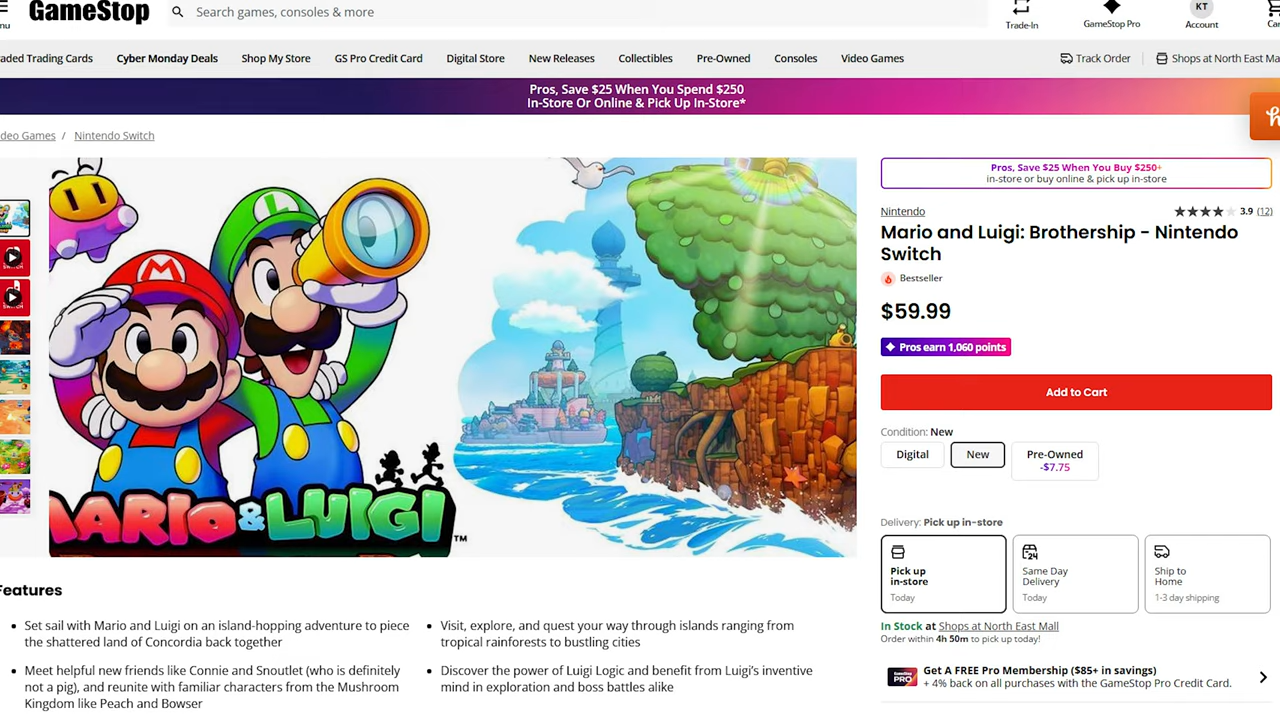 GameStop
Search games, consoles & more
Trade-In
GameStop Pro
KT
Account
Trading Cards
Cyber Monday Deals
Shop My Store
GS Pro Credit Card
Digital Store
New Releases
Collectibles
Pre-Owned
Consoles
Video Games
Track Order
Shops at North East
Pros, Save $25 When You Spend $250
In-Store Or Online & Pick Up In-Store*
Games / Nintendo Switch
Pros, Save $25 When You Buy $250+
in-store or buy online & pick up in-store
Nintendo
3.9 (12)
Mario and Luigi: Brothership - Nintendo
Switch
Bestseller
$59.99
Pros earn 1,060 points
Add to Cart
Condition: New
Digital
New
Pre-Owned
-$7.75
Delivery: Pick up in-store
Pick up
in-store
Today
24
Same Day
Delivery
Today
Ship to
Home
1-3 day shipping
In Stock at Shops at North East Mall
Order within 4h 50m to pick up today!
Get A FREE Pro Membership ($85+ in savings)
+ 4% back on all purchases with the GameStop Pro Credit Card.
L
M
MARIO & LUIGI
TM
Features
Set sail with Mario and Luigi on an island-hopping adventure to piece
the shattered land of Concordia back together
Meet helpful new friends like Connie and Snoutlet (who is definitely
not a pig), and reunite with familiar characters from the Mushroom
Kingdom like Peach and Bowser
Visit, explore, and quest your way through islands ranging from
tropical rainforests to bustling cities
Discover the power of Luigi Logic and benefit from Luigi's inventive
mind in exploration and boss battles alike